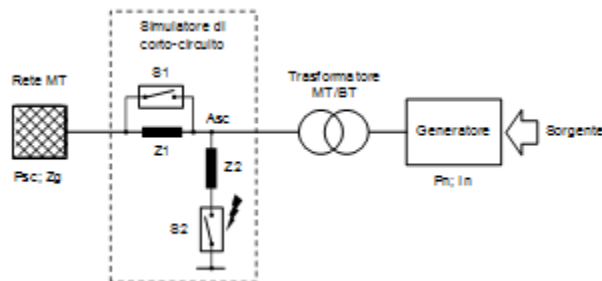 Simulatore di
corto-circuito
S1
Rete MT
Asc
Trasformatore
MT/BT
Generatore
Sorgente
Z1
Z2
Psc; Zg
Pn; In
S2